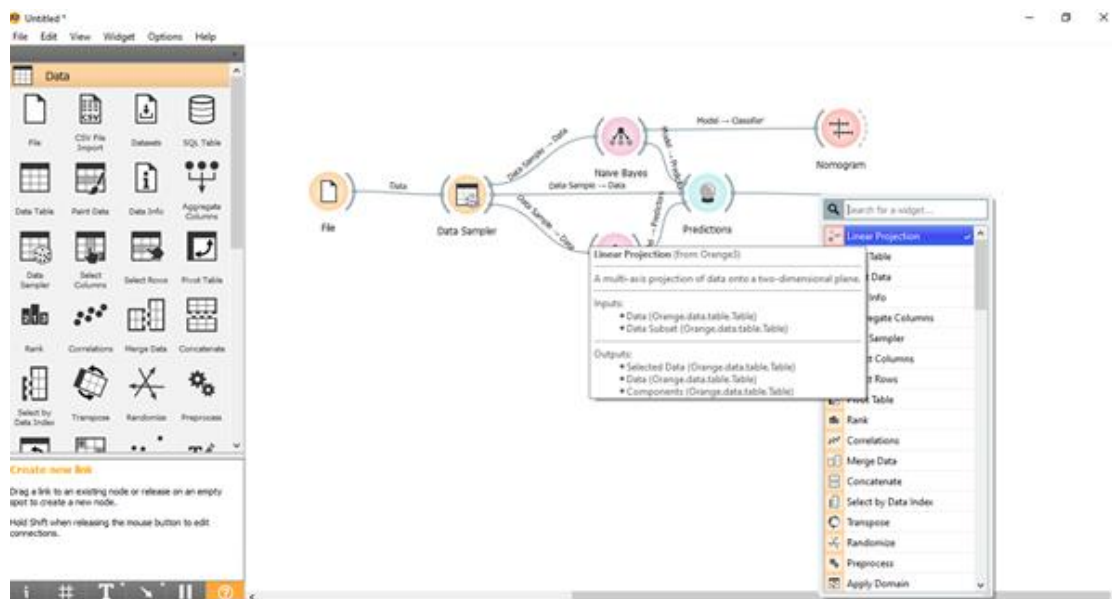 Untitled *
File Edit View Widget Options Help
Data
File
CSV File Import
Datasets
SQL Table
Data Table
Paint Data
Data Info
Aggregate Columns
Data Sampler
Select Columns
Select Rows
Pivot Table
Rank
Correlations
Merge Data
Concatenate
Select by Data Index
Transpose
Randomize
Preprocess
Create new link
Drag a link to an existing node or release on an empty
spot to create a new node.
Hold Shift when releasing the mouse button to edit
connections.
File
Data
Data Sampler
Data Sample → Data
Data Sample → Data
Data Sample → Data
Naive Bayes
Model → Classifier
Model → Predictors
Predictors
Nomogram
Predictions
Linear Projection (from Orange3)
A multi-axis projection of data onto a two-dimensional plane.
Inputs:
Data (Orange.data.table.Table)
Data Subset (Orange.data.table.Table)
Outputs:
Selected Data (Orange.data.table.Table)
Data (Orange.data.table.Table)
Components (Orange.data.table.Table)
Search for a widget...
Linear Projection
Table
Data
Info
egate Columns
Sampler
t Columns
t Rows
Pivot Table
Rank
Correlations
Merge Data
Concatenate
Select by Data Index
Transpose
Randomize
Preprocess
Apply Domain